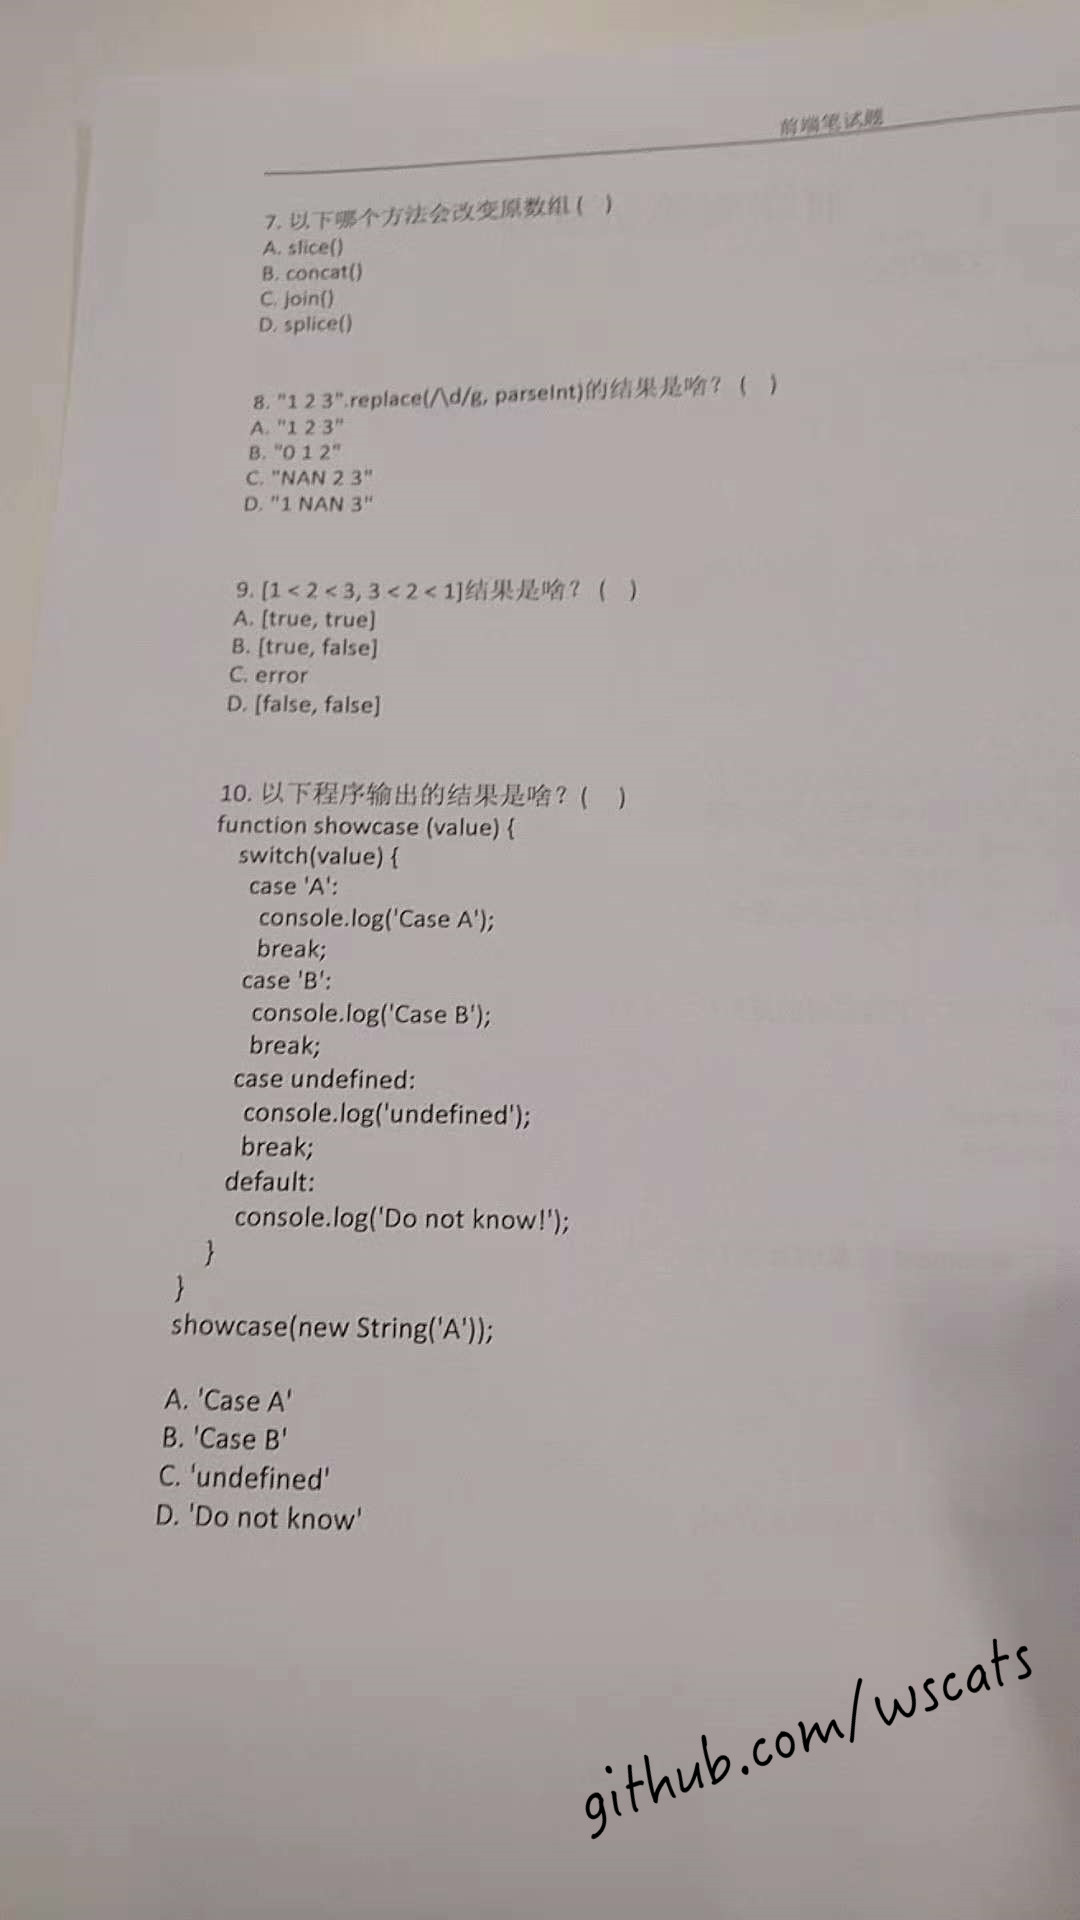 前端笔试题
7. 以下哪个方法会改变原数组 ( )
A. slice()
B. concat()
C. join()
D. splice()
8. "1 2 3".replace(/\d/g, parseInt)的结果是啥？ ( )
A. "1 2 3"
B. "0 1 2"
C. "NAN 2 3"
D. "1 NAN 3"
9. [1 < 2 < 3, 3 < 2 < 1]结果是啥？ ( )
A. [true, true]
B. [true, false]
C. error
D. [false, false]
10. 以下程序输出的结果是啥？ ( )
function showcase (value) {
switch(value) {
case 'A':
console.log('Case A');
break;
case 'B':
console.log('Case B');
break;
case undefined:
console.log('undefined');
break;
default:
console.log('Do not know!');
}
}
showcase(new String('A'));
A. 'Case A'
B. 'Case B'
C. 'undefined'
D. 'Do not know'
github.com/wscats